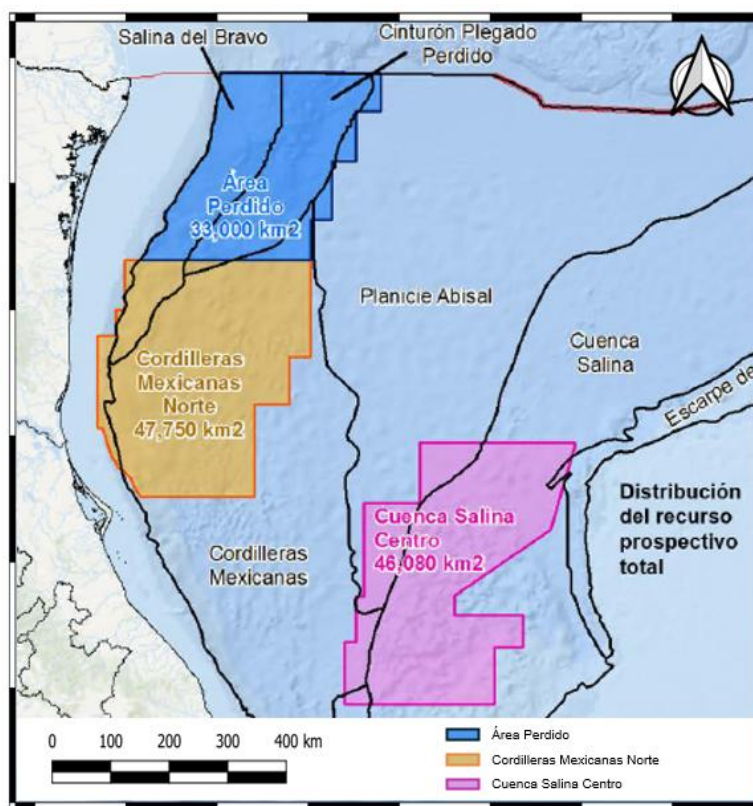 Salina del Bravo
Cinturón Plegado
Perdido
Área
Perdido
33,000 km2
Planicie Abisal
Cuenca
Salina
Escarpe de
Cordilleras
Mexicanas
Norte
47,750 km2
Cuenca Salina
Centro
46,080 km2
Distribución
del recurso
prospectivo
total
Cordilleras
Mexicanas
0 100 200 300 400 km
Área Perdido
Cordilleras Mexicanas Norte
Cuenca Salina Centro